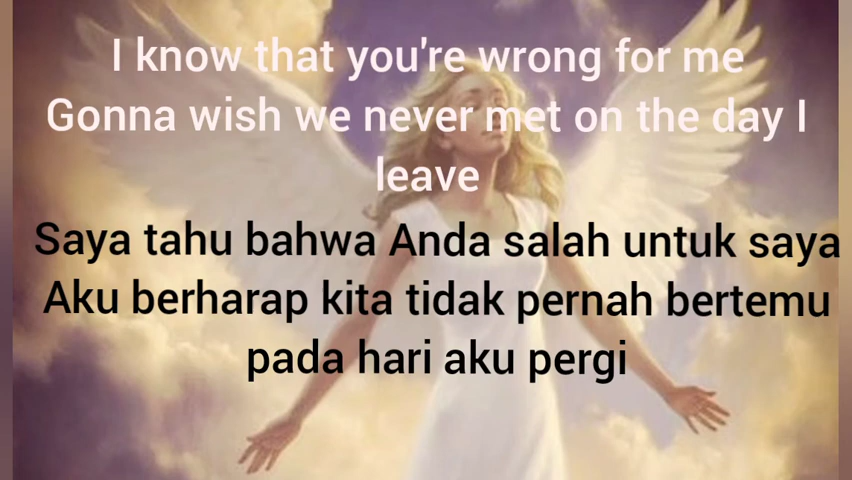 I know that you're wrong for me
Gonna wish we never met on the day I
leave
Saya tahu bahwa Anda salah untuk saya
Aku berharap kita tidak pernah bertemu
pada hari aku pergi